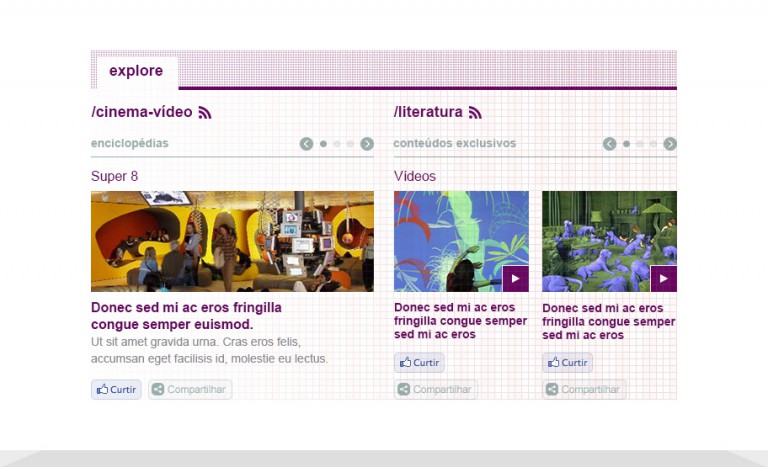 explore
/cinema-vídeo
enciclopédias
Super 8
Donec sed mi ac eros fringilla
congue semper euismod.
Ut sit amet gravida urna. Cras eros felis,
accumsan eget facilisis id, molestie eu lectus.
Curtir
Compartilhar
/literatura
conteúdos exclusivos
Vídeos
Donec sed mi ac eros
fringilla congue semper
sed mi ac eros
Curtir
Compartilhar
Donec sed mi ac eros
fringilla congue semper
sed mi ac eros
Curtir
Compartilhar